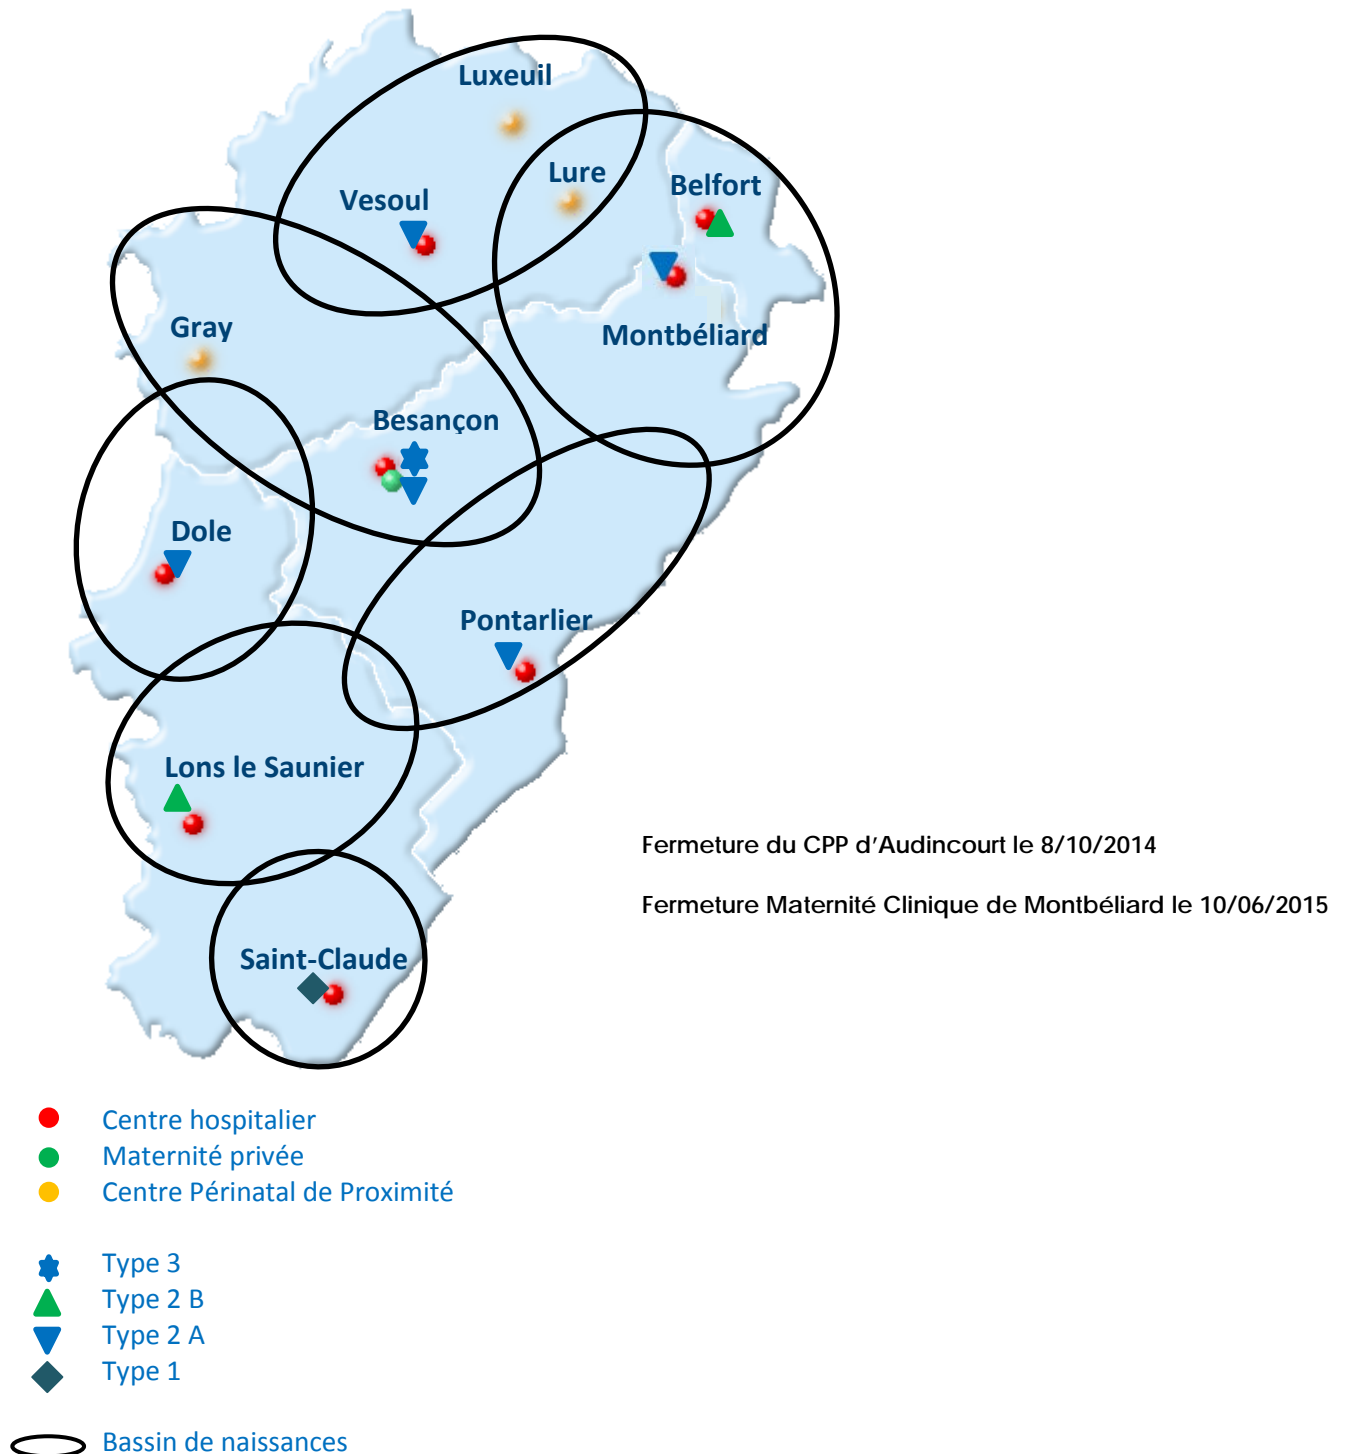 Luxeuil
Lure
Belfort
Vesoul
Gray
Montbéliard
Besançon
Dole
Pontarlier
Lons le Saunier
Fermeture du CPP d'Audincourt le 8/10/2014
Fermeture Maternité Clinique de Montbéliard le 10/06/2015
Saint-Claude
Centre hospitalier
Maternité privée
Centre Périnatal de Proximité
Type 3
Type 2 B
Type 2 A
Type 1
Bassin de naissances